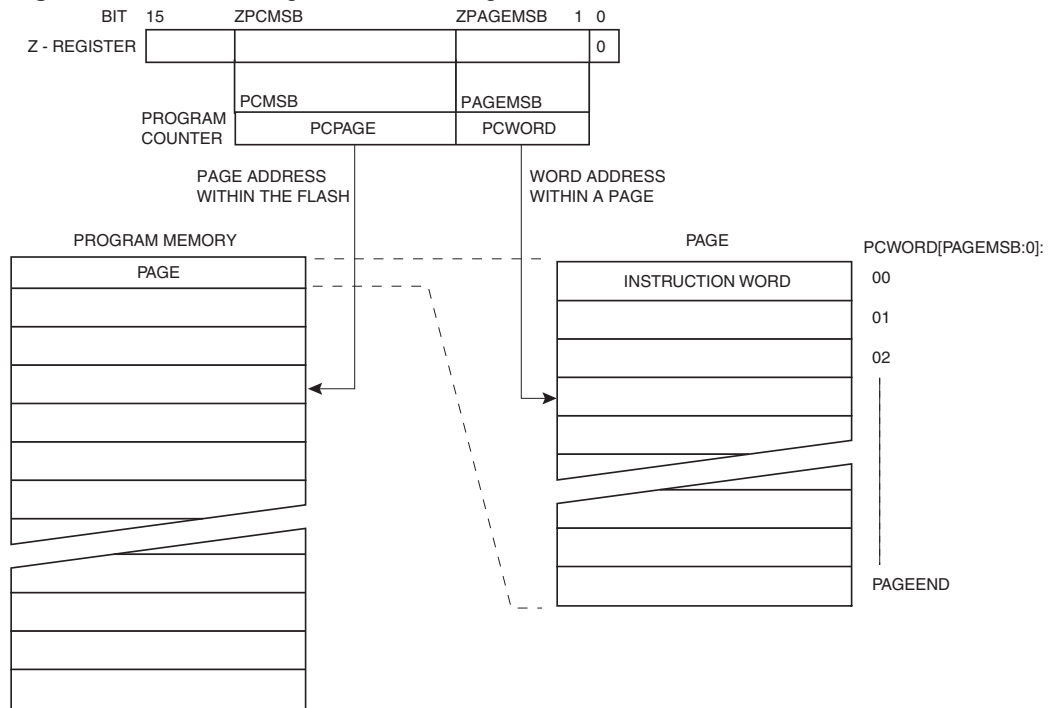 BIT 15 ZPCMSB ZPAGEMSB 1 0
Z - REGISTER 0
PCMSB PAGEMSB
PROGRAM
COUNTER
PCPAGE PCWORD
PAGE ADDRESS
WITHIN THE FLASH
WORD ADDRESS
WITHIN A PAGE
PROGRAM MEMORY
PAGE
PAGE
PCWORD[PAGEMSB:0]:
INSTRUCTION WORD 00
01
02
PAGEEND